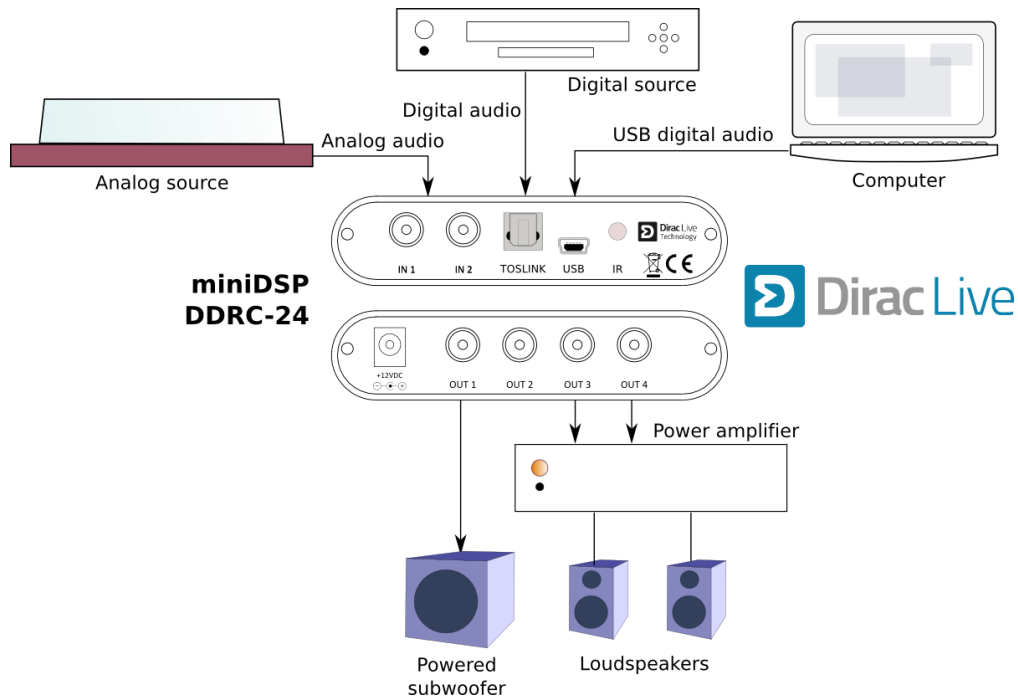 Digital source
Digital audio
Analog audio
USB digital audio
Analog source
Computer
IN 1
IN 2
TOSLINK
USB
IR
Dirac Live
Technology
CE
miniDSP
DDRC-24
Dirac Live
+12VDC
OUT 1
OUT 2
OUT 3
OUT 4
Power amplifier
Powered
subwoofer
Loudspeakers